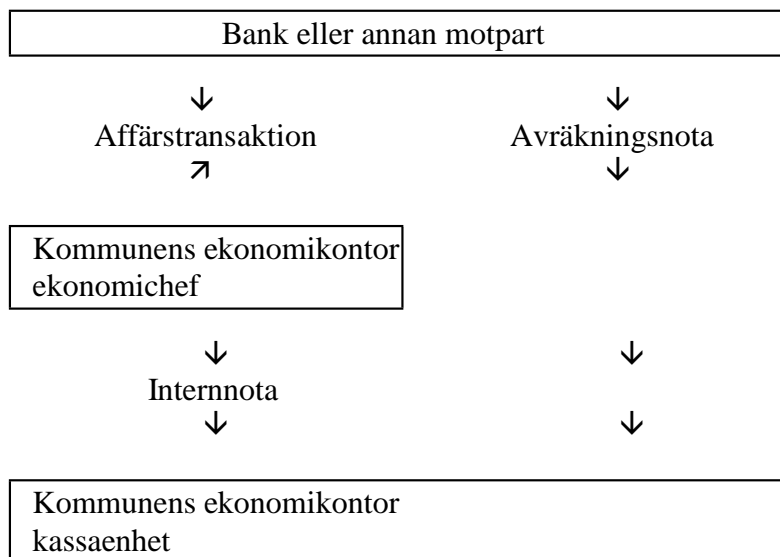 Bank eller annan motpart
↓ ↓
Affärstransaktion Avräkningsnota
↗ ↓
Kommunens ekonomikontor
ekonomichef
↓ ↓
Internnota
↓ ↓
Kommunens ekonomikontor
kassaenhet